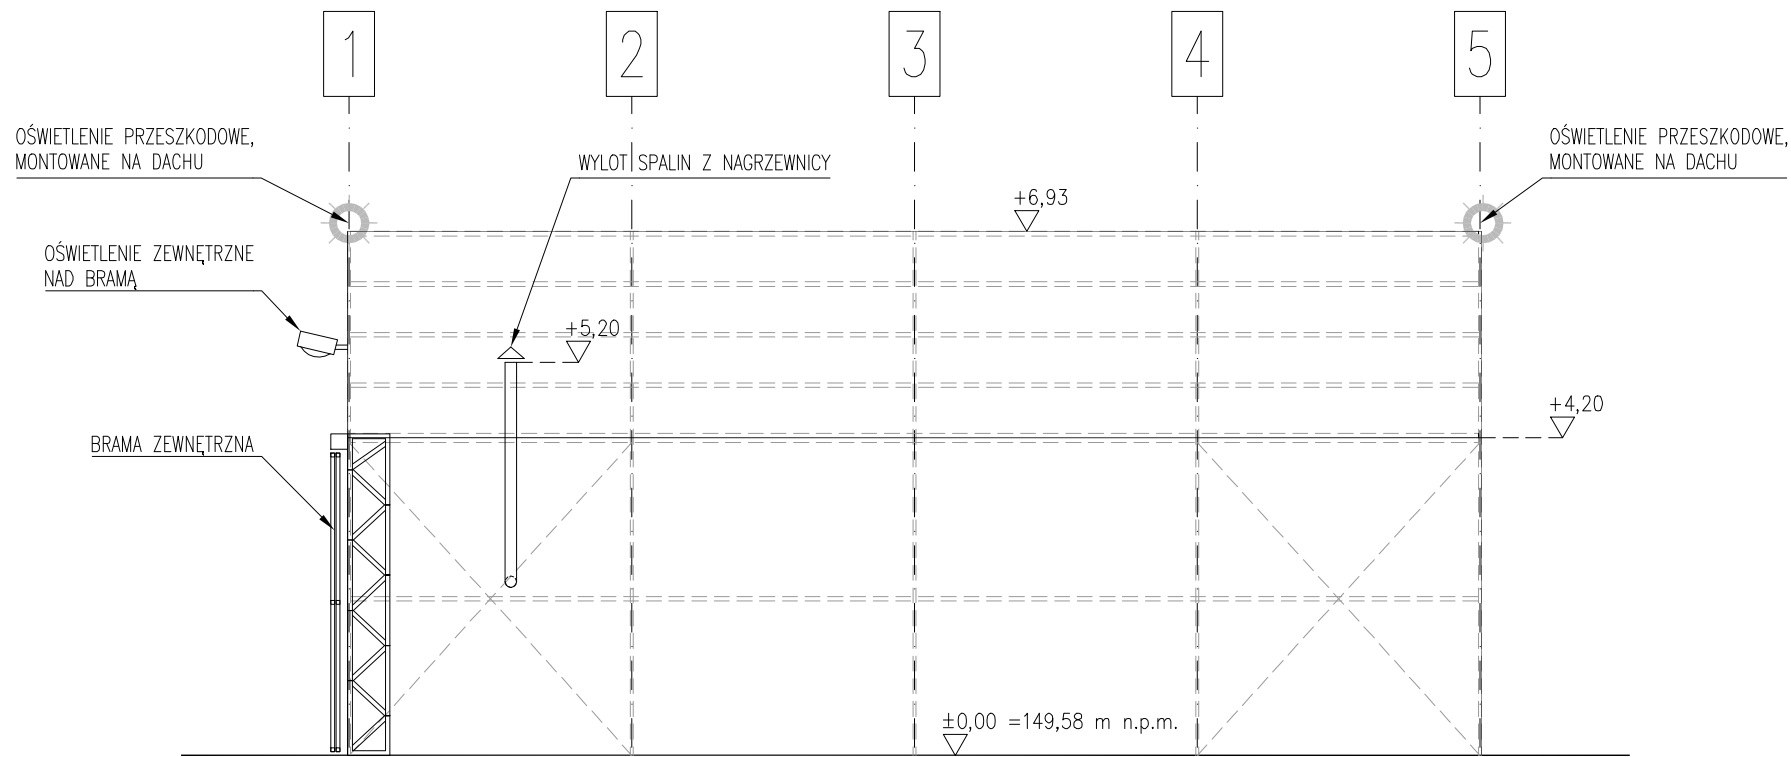 1
2
3
4
5
OŚWIETLENIE PRZESZKODOWE,
MONTOWANE NA DACHU
WYLOT SPALIN Z NAGRZEWNICY
OŚWIETLENIE PRZESZKODOWE,
MONTOWANE NA DACHU
+6,93
OŚWIETLENIE ZEWNĘTRZNE
NAD BRAMĄ
+5,20
+4,20
BRAMA ZEWNĘTRZNA
±0,00 =149,58 m n.p.m.